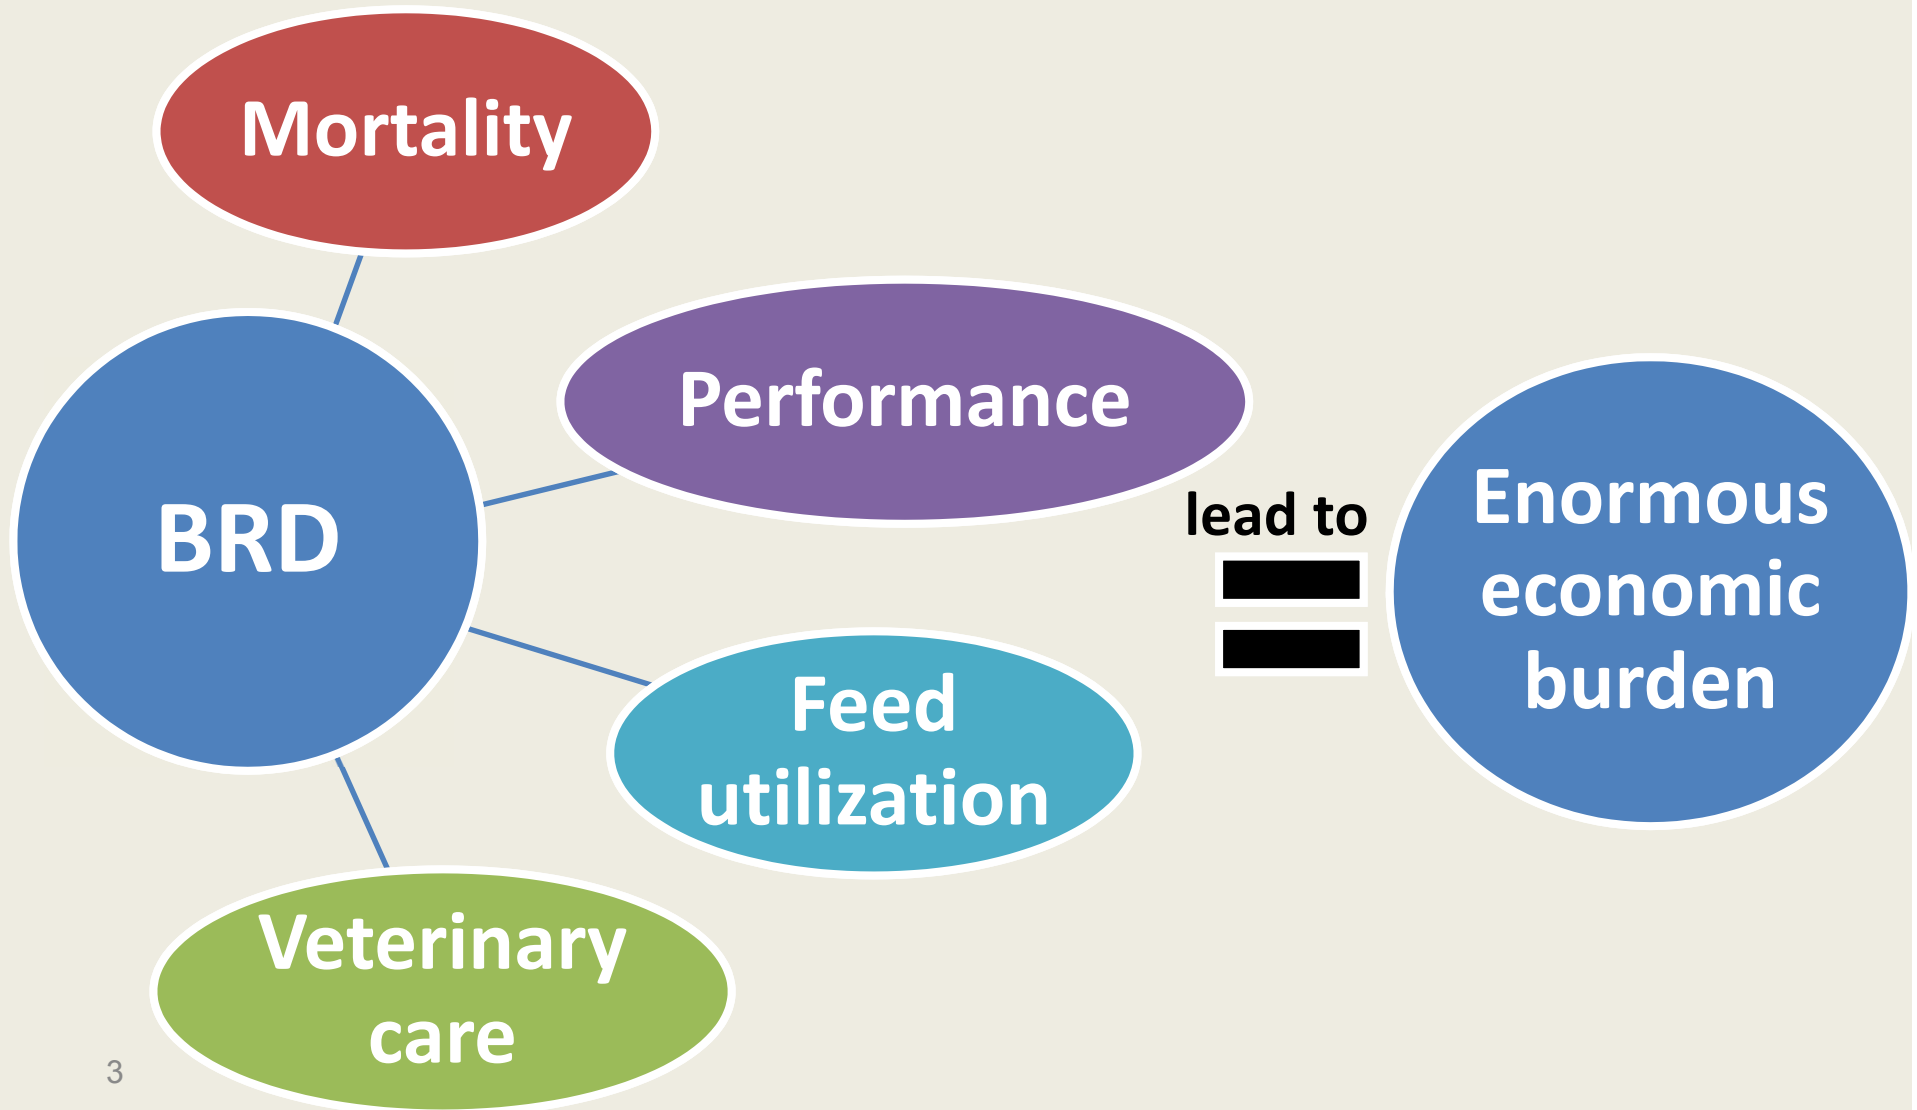 Mortality
Performance
BRD
lead to
Enormous
economic
burden
Feed
utilization
Veterinary
care
3